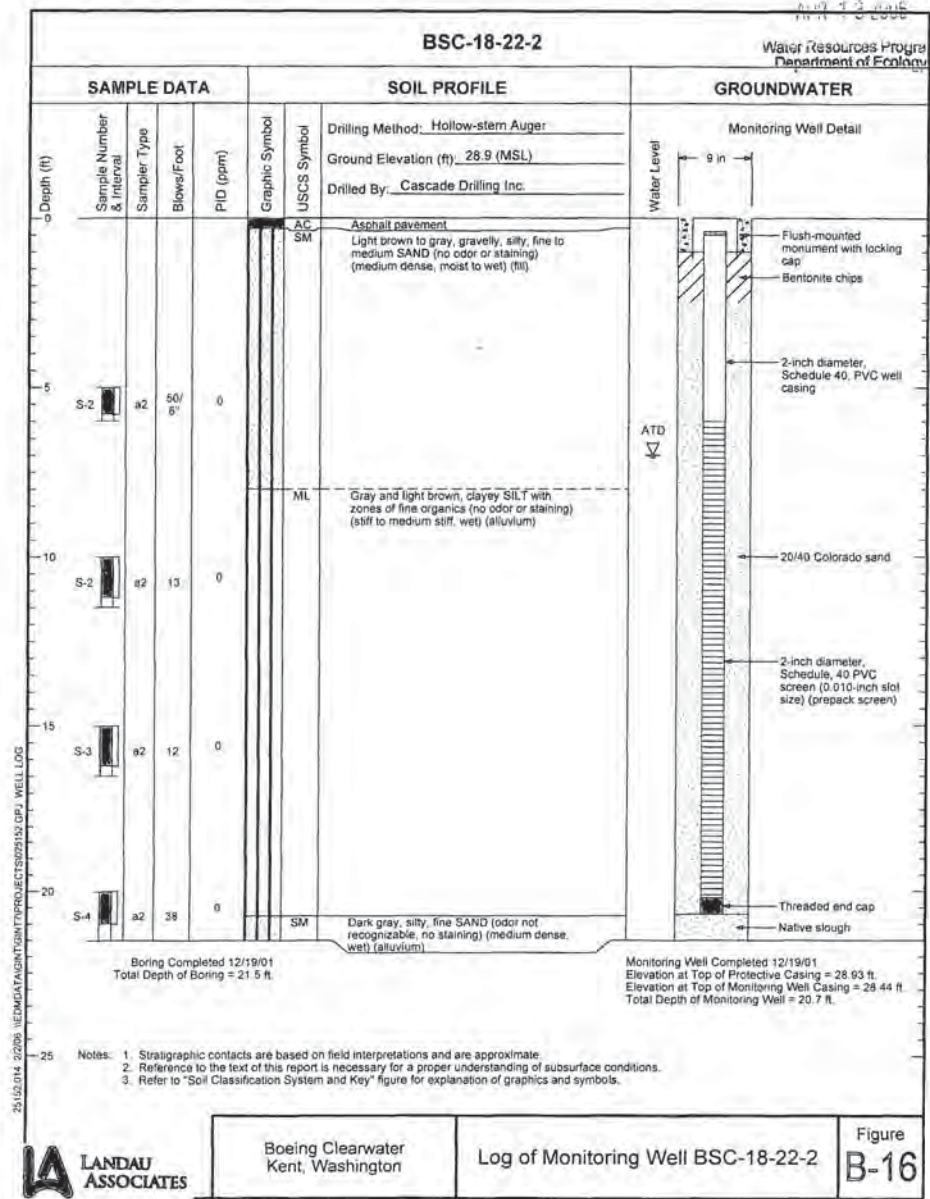 BSC-18-22-2
Water Resources Progra
Department of Ecology
SAMPLE DATA
SOIL PROFILE
GROUNDWATER
Depth (ft)
Sample Number
& Interval
Sampler Type
Blows/Foot
PID (ppm)
Graphic Symbol
USCS Symbol
Drilling Method: Hollow-stem Auger
Ground Elevation (ft): 28.9 (MSL)
Drilled By: Cascade Drilling Inc.
Water Level
Monitoring Well Detail
9 in
0
AC
Asphalt pavement
SM
Light brown to gray, gravelly, silty, fine to
medium SAND (no odor or staining)
(medium dense, moist to wet) (fill)
Flush-mounted
monument with locking
cap
Bentonite chips
2-inch diameter,
Schedule 40, PVC well
casing
5
S-2
a2
50/
6"
0
ATD
ML
Gray and light brown, clayey SILT with
zones of fine organics (no odor or staining)
(stiff to medium stiff, wet) (alluvium)
10
S-2
a2
13
0
20/40 Colorado sand
2-inch diameter,
Schedule, 40 PVC
screen (0.010-inch slot
size) (prepack screen)
15
S-3
a2
12
0
20
S-4
a2
38
0
SM
Dark gray, silty, fine SAND (odor not
recognizable, no staining) (medium dense,
wet) (alluvium)
Threaded end cap
Native slough
Boring Completed 12/19/01
Total Depth of Boring = 21.5 ft.
Monitoring Well Completed 12/19/01
Elevation at Top of Protective Casing = 28.93 ft.
Elevation at Top of Monitoring Well Casing = 28.44 ft.
Total Depth of Monitoring Well = 20.7 ft.
25
Notes: 1. Stratigraphic contacts are based on field interpretations and are approximate.
2. Reference to the text of this report is necessary for a proper understanding of subsurface conditions.
3. Refer to "Soil Classification System and Key" figure for explanation of graphics and symbols.
25152.014 2/2/06 \\EDMDATA\GINT\GINT7\PROJECTS\025152.GPJ WELL LOG
LA LANDAU
ASSOCIATES
Boeing Clearwater
Kent, Washington
Log of Monitoring Well BSC-18-22-2
Figure
B-16